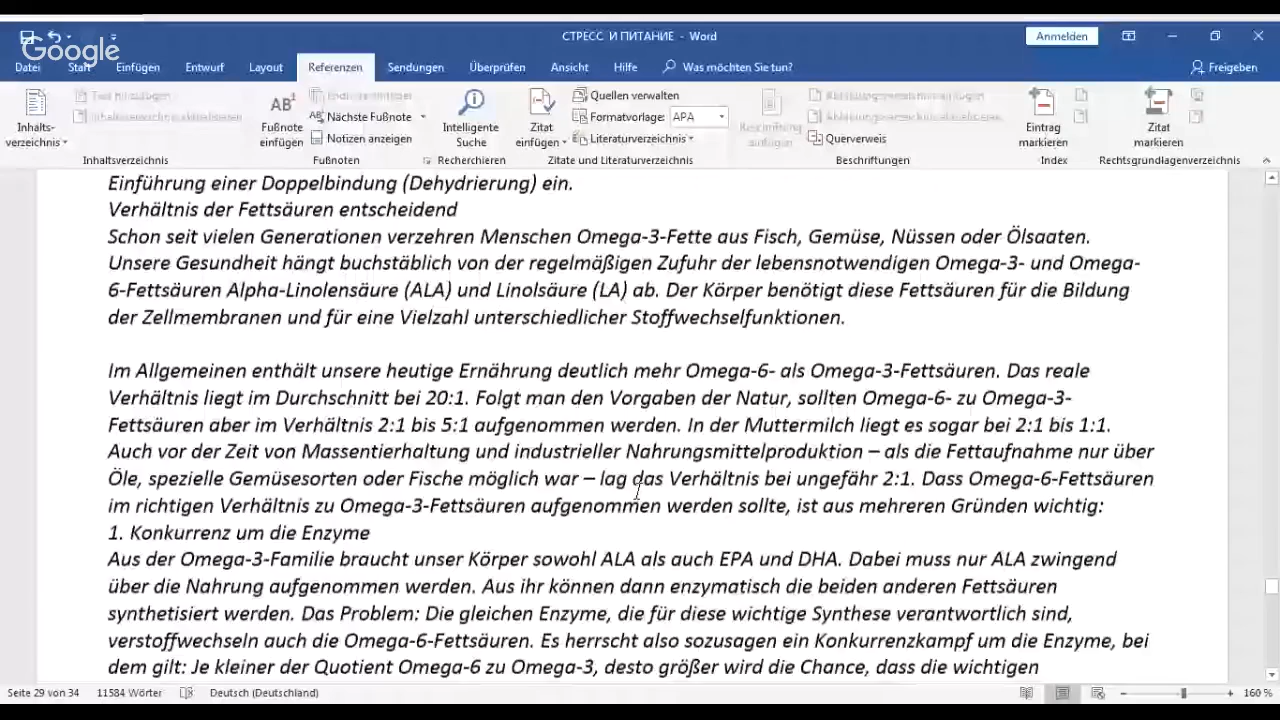 СТРЕСС И ПИТАНИЕ - Word
Anmelden
Google
Datei Start Einfügen Entwurf Layout Referenzen Sendungen Überprüfen Ansicht Hilfe Was möchten Sie tun? Freigeben
Inhalts-
verzeichnis
Text hinzufügen
Inhaltsverzeichnis aktualisieren
Inhaltsverzeichnis
AB
Fußnote
einfügen
Endnote einfügen
Nächste Fußnote
Notizen anzeigen
Fußnoten
Intelligente
Suche
Recherchieren
Zitat
einfügen
Quellen verwalten
Formatvorlage: APA
Literaturverzeichnis
Zitate und Literaturverzeichnis
Beschriftung
einfügen
Abbildungsverzeichnis einfügen
Abbildungsverzeichnis aktualisieren
Querverweis
Beschriftungen
Eintrag
markieren
Index
Zitat
markieren
Rechtsgrundlagenverzeichnis
Einführung einer Doppelbindung (Dehydrierung) ein.
Verhältnis der Fettsäuren entscheidend
Schon seit vielen Generationen verzehren Menschen Omega-3-Fette aus Fisch, Gemüse, Nüssen oder Ölsaaten.
Unsere Gesundheit hängt buchstäblich von der regelmäßigen Zufuhr der lebensnotwendigen Omega-3- und Omega-
6-Fettsäuren Alpha-Linolensäure (ALA) und Linolsäure (LA) ab. Der Körper benötigt diese Fettsäuren für die Bildung
der Zellmembranen und für eine Vielzahl unterschiedlicher Stoffwechselfunktionen.
Im Allgemeinen enthält unsere heutige Ernährung deutlich mehr Omega-6- als Omega-3-Fettsäuren. Das reale
Verhältnis liegt im Durchschnitt bei 20:1. Folgt man den Vorgaben der Natur, sollten Omega-6- zu Omega-3-
Fettsäuren aber im Verhältnis 2:1 bis 5:1 aufgenommen werden. In der Muttermilch liegt es sogar bei 2:1 bis 1:1.
Auch vor der Zeit von Massentierhaltung und industrieller Nahrungsmittelproduktion – als die Fettaufnahme nur über
Öle, spezielle Gemüsesorten oder Fische möglich war – lag das Verhältnis bei ungefähr 2:1. Dass Omega-6-Fettsäuren
im richtigen Verhältnis zu Omega-3-Fettsäuren aufgenommen werden sollte, ist aus mehreren Gründen wichtig:
1. Konkurrenz um die Enzyme
Aus der Omega-3-Familie braucht unser Körper sowohl ALA als auch EPA und DHA. Dabei muss nur ALA zwingend
über die Nahrung aufgenommen werden. Aus ihr können dann enzymatisch die beiden anderen Fettsäuren
synthetisiert werden. Das Problem: Die gleichen Enzyme, die für diese wichtige Synthese verantwortlich sind,
verstoffwechseln auch die Omega-6-Fettsäuren. Es herrscht also sozusagen ein Konkurrenzkampf um die Enzyme, bei
dem gilt: Je kleiner der Quotient Omega-6 zu Omega-3, desto größer wird die Chance, dass die wichtigen
Seite 29 von 34 11584 Wörter Deutsch (Deutschland) 160 %